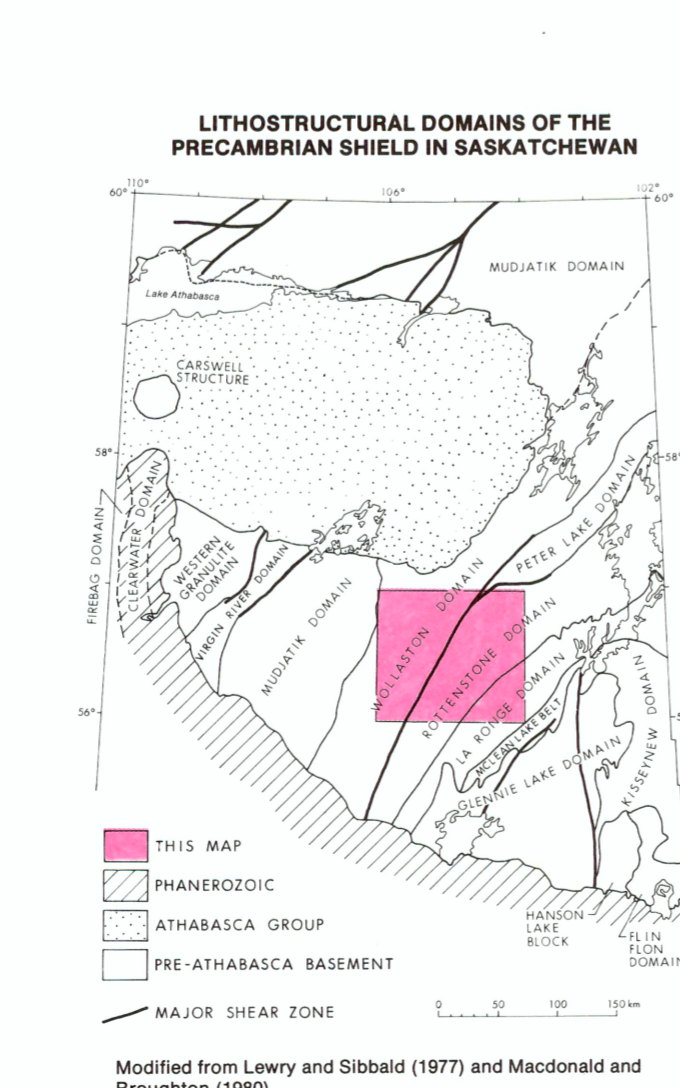 LITHOSTRUCTURAL DOMAINS OF THE
PRECAMBRIAN SHIELD IN SASKATCHEWAN
110°
60°
106°
102°
60°
MUDJATIK DOMAIN
Lake Athabasca
CARSWELL
STRUCTURE
58°
58°
FIREBAG DOMAIN
CLEARWATER DOMAIN
WESTERN
GRANULITE
DOMAIN
VIRGIN RIVER DOMAIN
MUDJATIK DOMAIN
WOLLASTON DOMAIN
PETER LAKE DOMAIN
ROTTENSTONE DOMAIN
LA RONGE DOMAIN
MCLEAN LAKE BELT
GLENNIE LAKE DOMAIN
KISSEYNEW DOMAIN
56°
THIS MAP
PHANEROZOIC
ATHABASCA GROUP
PRE-ATHABASCA BASEMENT
MAJOR SHEAR ZONE
HANSON
LAKE
BLOCK
FLIN
FLON
DOMAIN
0 50 100 150 km
Modified from Lewry and Sibbald (1977) and Macdonald and
Broughton (1980)